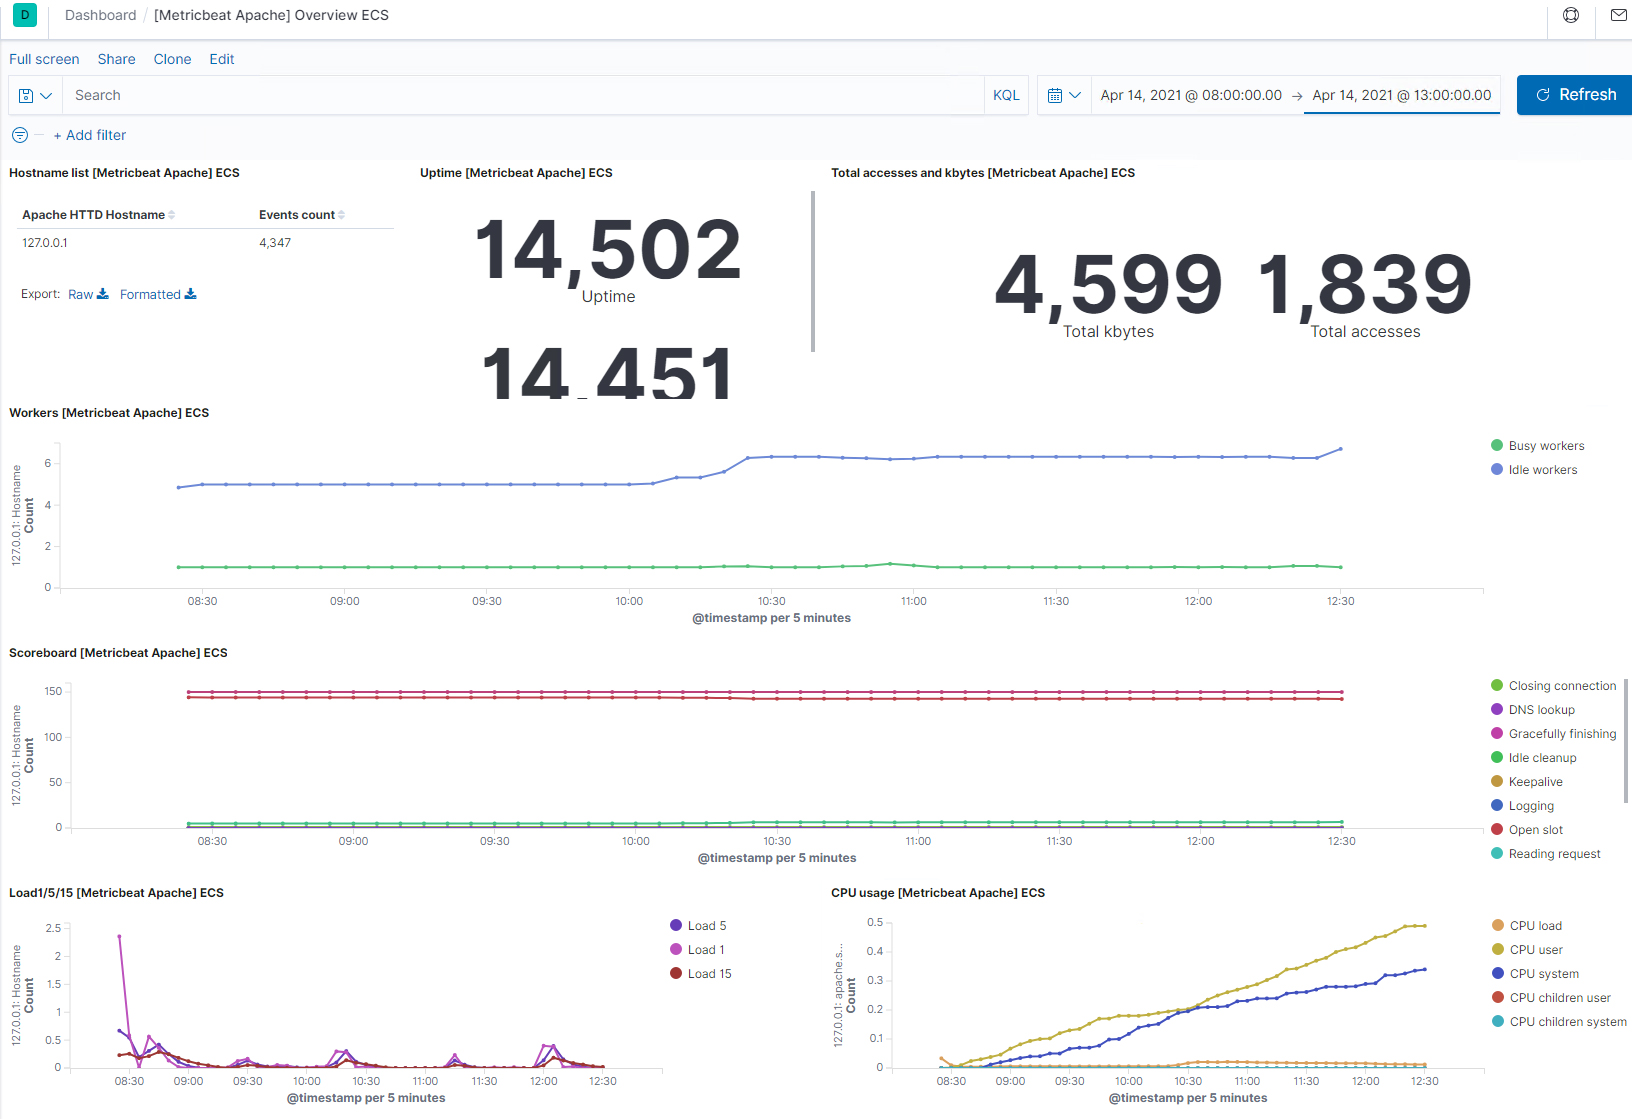 D Dashboard / [Metricbeat Apache] Overview ECS
Full screen Share Clone Edit
Search KQL Apr 14, 2021 @ 08:00:00.00 → Apr 14, 2021 @ 13:00:00.00 Refresh
+ Add filter
Hostname list [Metricbeat Apache] ECS
Apache HTTD Hostname Events count
127.0.0.1 4,347
Export: Raw Formatted
Uptime [Metricbeat Apache] ECS
14,502
Uptime
14,451
Total accesses and kbytes [Metricbeat Apache] ECS
4,599 1,839
Total kbytes Total accesses
Workers [Metricbeat Apache] ECS
127.0.0.1: Hostname
Count
6
4
2
0
08:30 09:00 09:30 10:00 10:30 11:00 11:30 12:00 12:30
@timestamp per 5 minutes
Busy workers
Idle workers
Scoreboard [Metricbeat Apache] ECS
127.0.0.1: Hostname
Count
150
100
50
0
08:30 09:00 09:30 10:00 10:30 11:00 11:30 12:00 12:30
@timestamp per 5 minutes
Closing connection
DNS lookup
Gracefully finishing
Idle cleanup
Keepalive
Logging
Open slot
Reading request
Load1/5/15 [Metricbeat Apache] ECS
127.0.0.1: Hostname
Count
2.5
2
1.5
1
0.5
0
08:30 09:00 09:30 10:00 10:30 11:00 11:30 12:00 12:30
@timestamp per 5 minutes
Load 5
Load 1
Load 15
CPU usage [Metricbeat Apache] ECS
127.0.0.1: apache.s...
Count
0.5
0.4
0.3
0.2
0.1
0
08:30 09:00 09:30 10:00 10:30 11:00 11:30 12:00 12:30
@timestamp per 5 minutes
CPU load
CPU user
CPU system
CPU children user
CPU children system